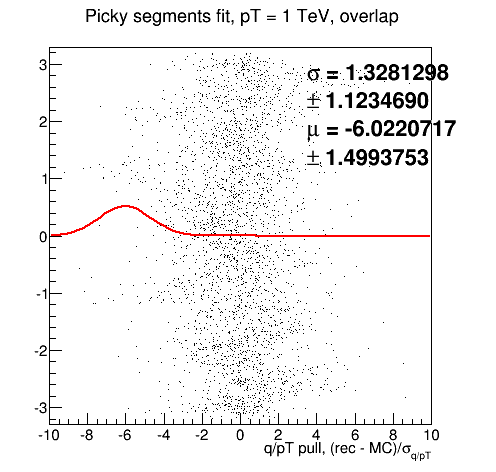 Picky segments fit, pT = 1 TeV, overlap
σ = 1.3281298
± 1.1234690
μ = -6.0220717
± 1.4993753
3
2
1
0
-1
-2
-3
-10 -8 -6 -4 -2 0 2 4 6 8 10
q/pT pull, (rec - MC)/σq/pT